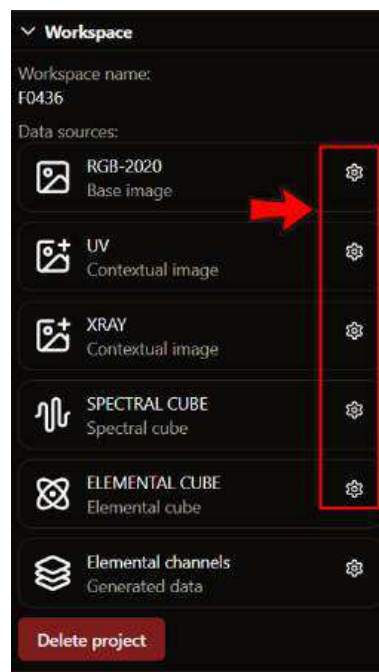 Workspace
Workspace name:
F0436
Data sources:
RGB-2020
Base image
UV
Contextual image
XRAY
Contextual image
SPECTRAL CUBE
Spectral cube
ELEMENTAL CUBE
Elemental cube
Elemental channels
Generated data
Delete project